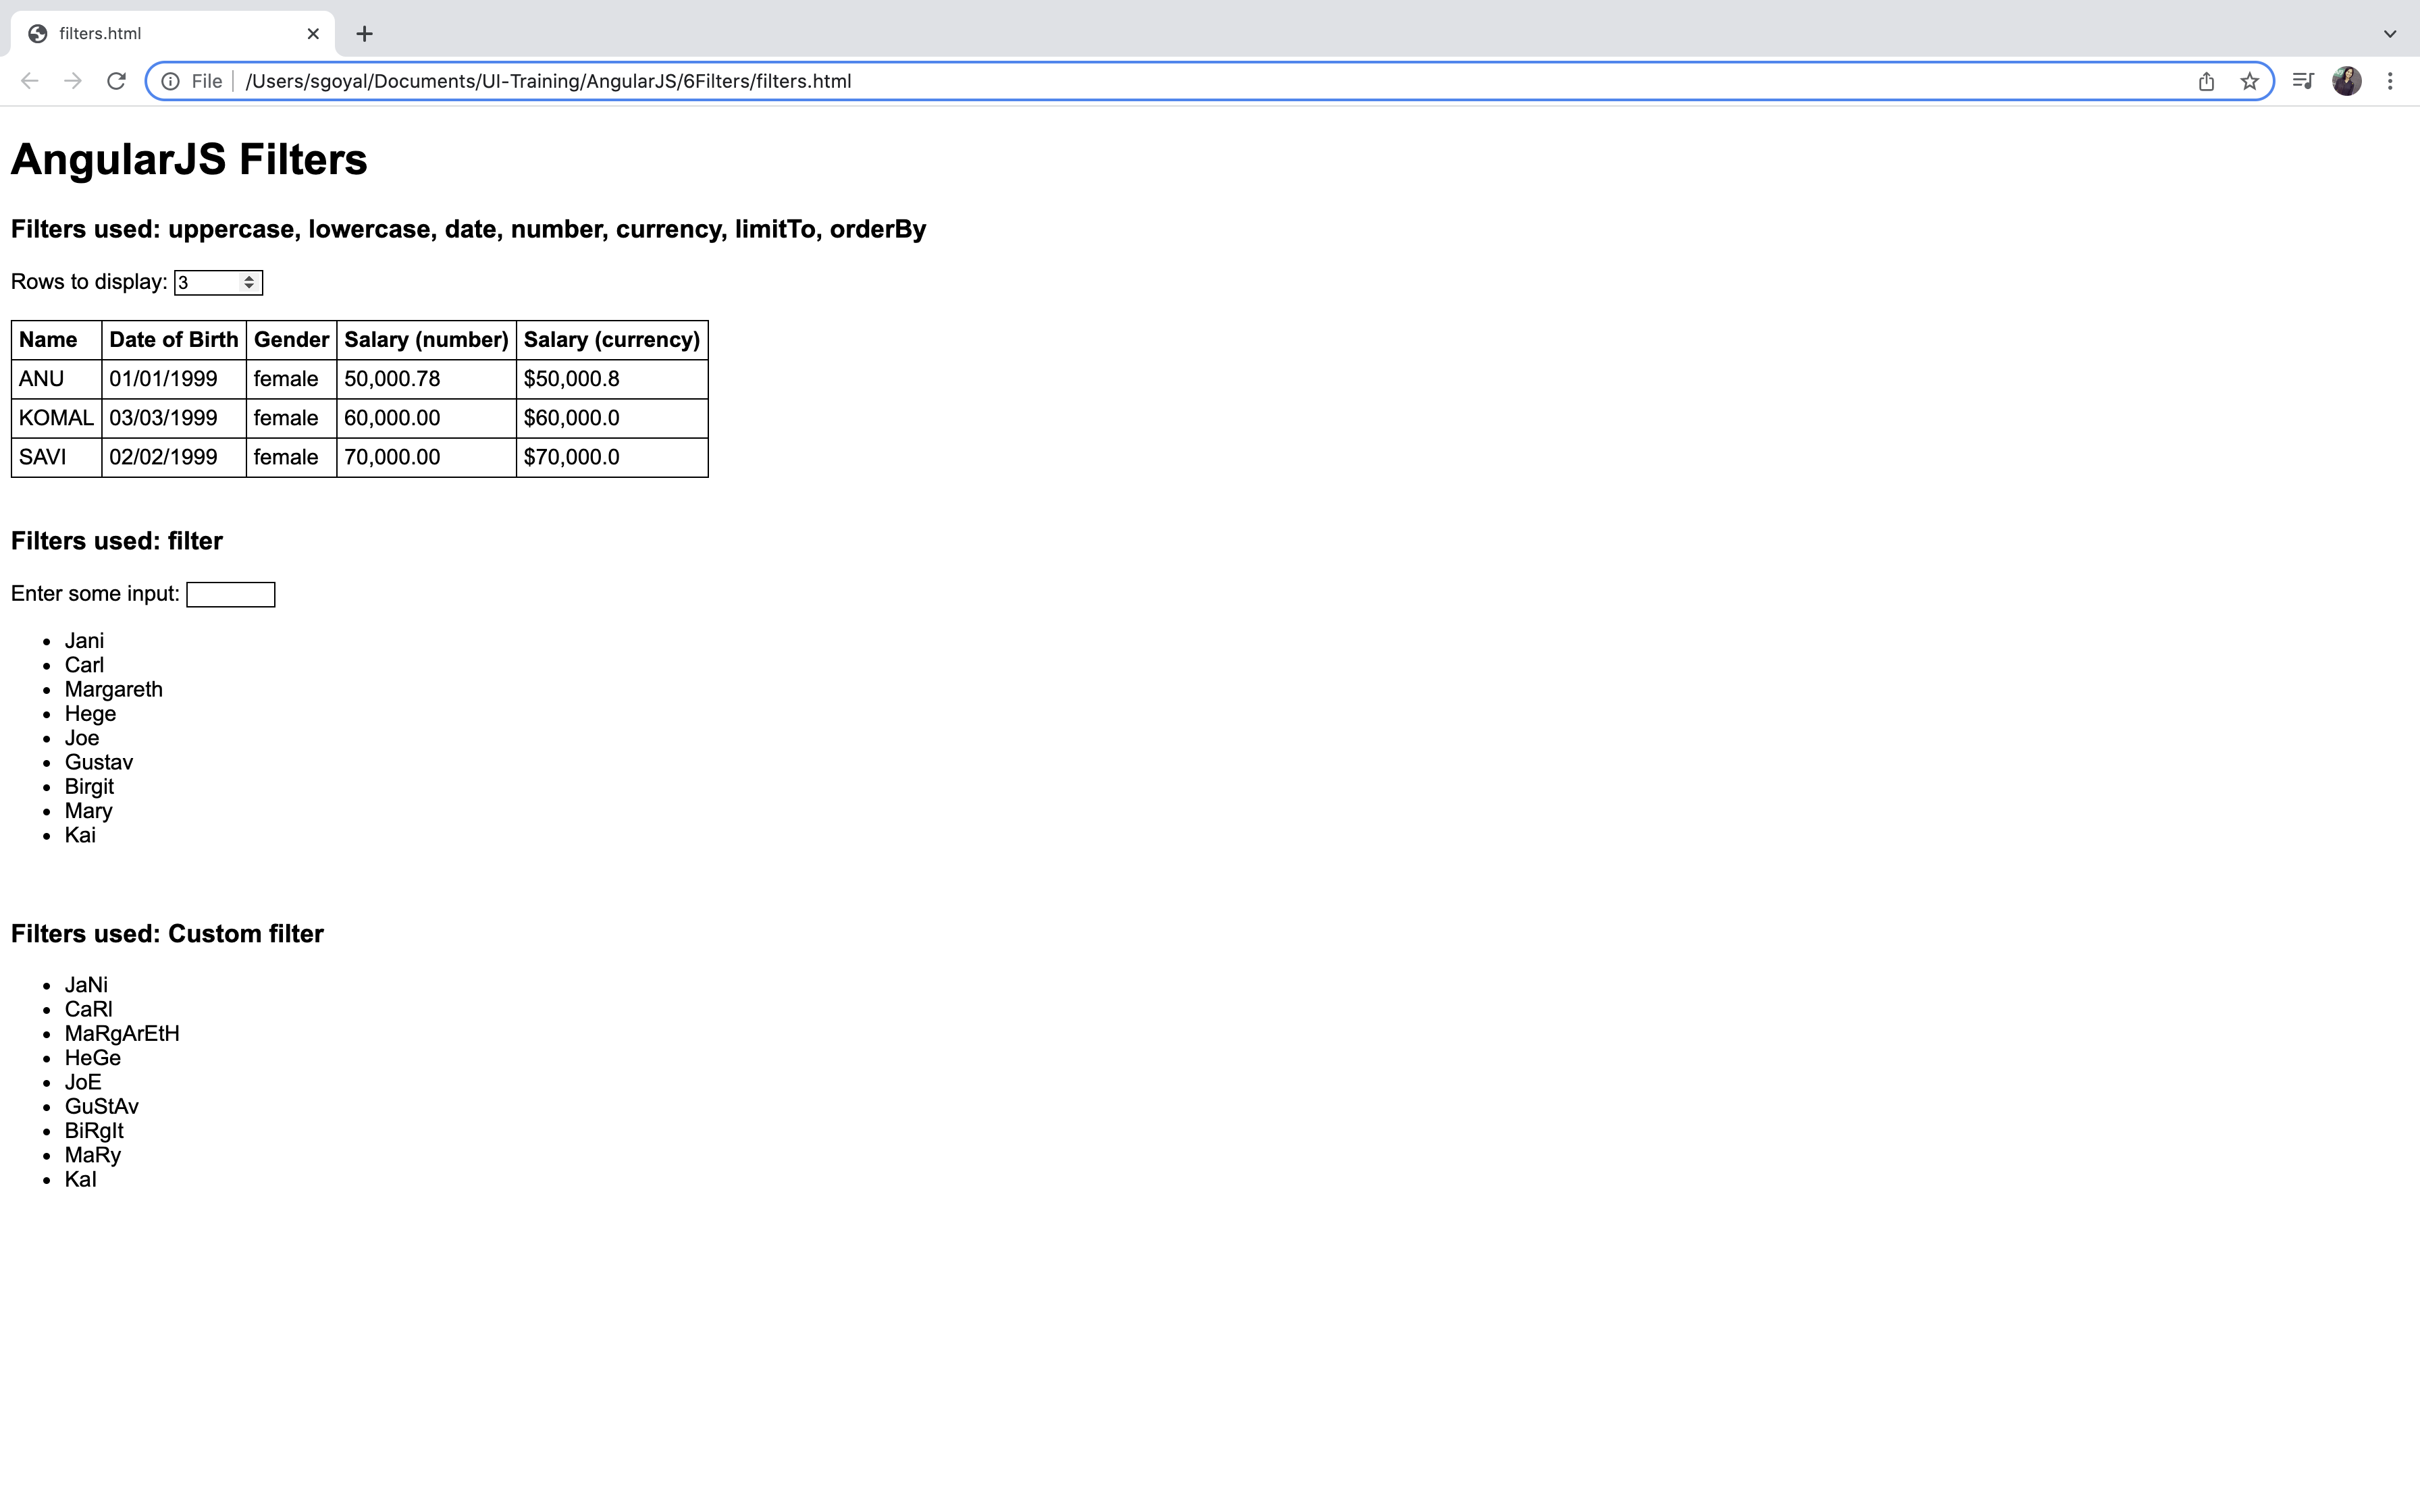 filters.html
File /Users/sgoyal/Documents/UI-Training/AngularJS/6Filters/filters.html
AngularJS Filters
Filters used: uppercase, lowercase, date, number, currency, limitTo, orderBy
Rows to display: 3
Name Date of Birth Gender Salary (number) Salary (currency)
ANU 01/01/1999 female 50,000.78 $50,000.8
KOMAL 03/03/1999 female 60,000.00 $60,000.0
SAVI 02/02/1999 female 70,000.00 $70,000.0
Filters used: filter
Enter some input:
Jani
Carl
Margareth
Hege
Joe
Gustav
Birgit
Mary
Kai
Filters used: Custom filter
JaNi
CaRl
MaRgArEtH
HeGe
JoE
GuStAv
BiRgIt
MaRy
KaI